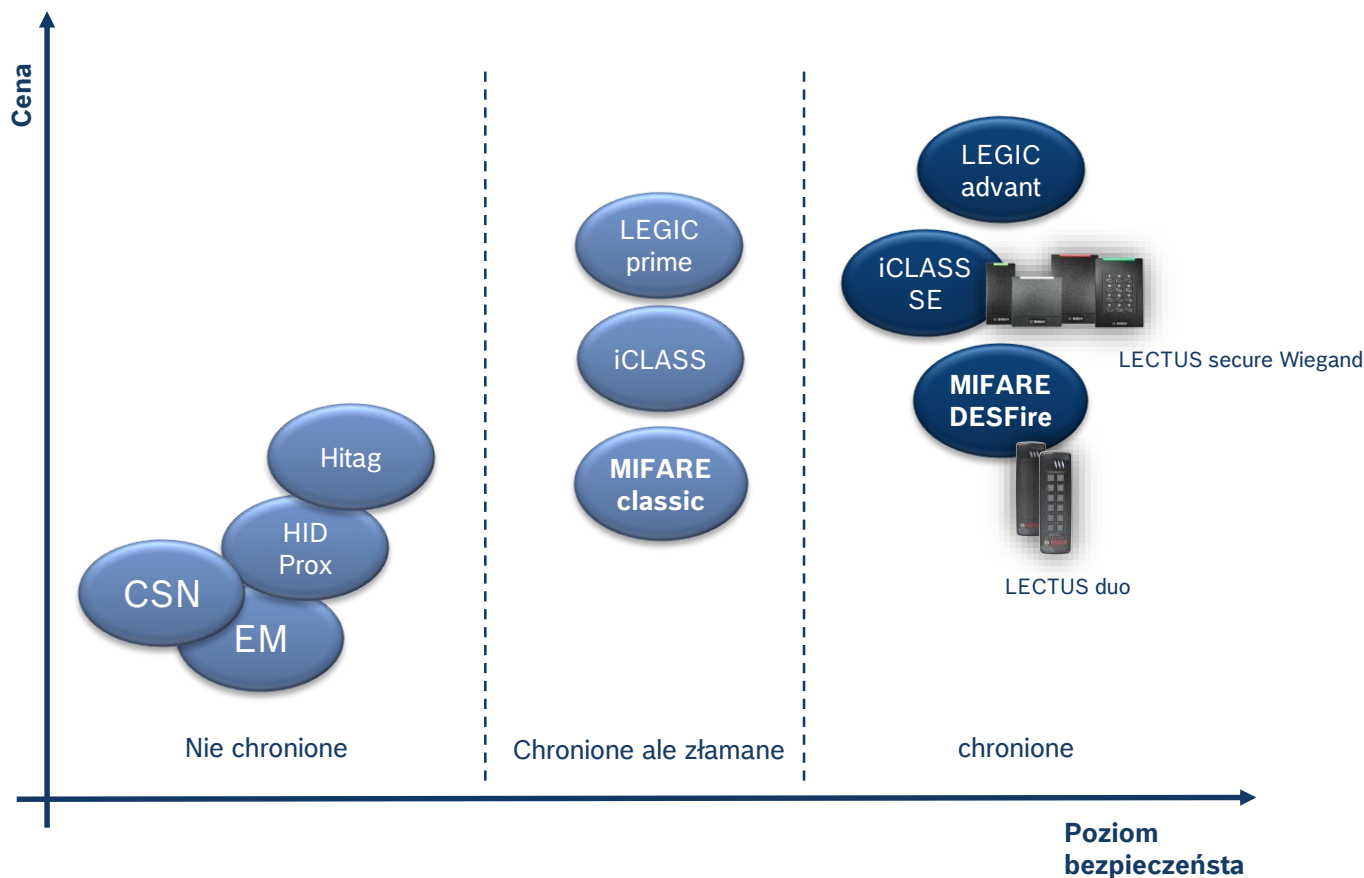 Cena
LEGIC
advant
LEGIC
prime
iCLASS
SE
LECTUS secure Wiegand
iCLASS
MIFARE
DESFire
Hitag
MIFARE
classic
HID
Prox
CSN
EM
LECTUS duo
Nie chronione
Chronione ale złamane
chronione
Poziom
bezpieczeństa